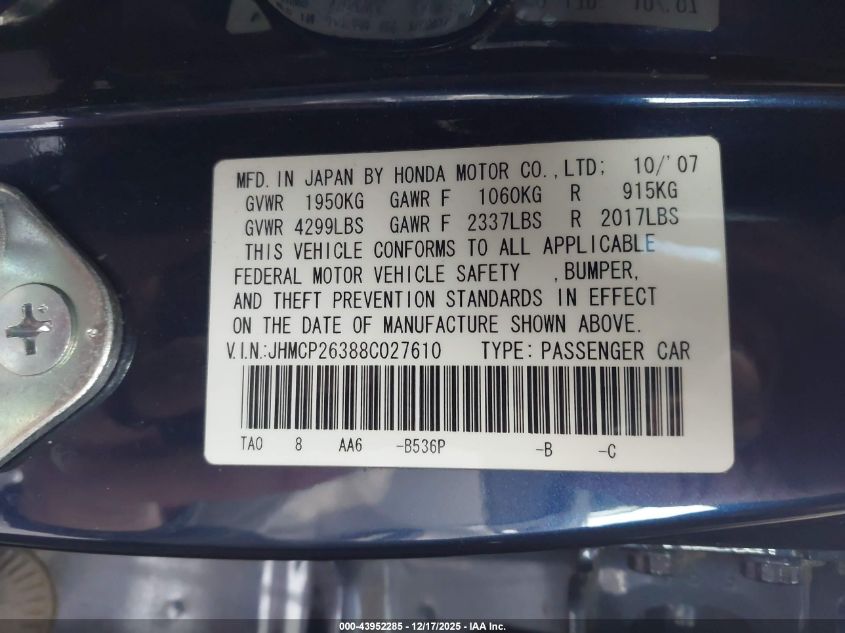 MFD. IN JAPAN BY HONDA MOTOR CO.,LTD; 10/'07
GVWR 1950KG GAWR F 1060KG R 915KG
GVWR 4299LBS GAWR F 2337LBS R 2017LBS
THIS VEHICLE CONFORMS TO ALL APPLICABLE
FEDERAL MOTOR VEHICLE SAFETY ,BUMPER,
AND THEFT PREVENTION STANDARDS IN EFFECT
ON THE DATE OF MANUFACTURE SHOWN ABOVE.
V.I.N.:JHMCP26388C027610 TYPE: PASSENGER CAR
TA0 8 AA6 -B536P -B -C
000-43952285 - 12/17/2025 - IAA Inc.